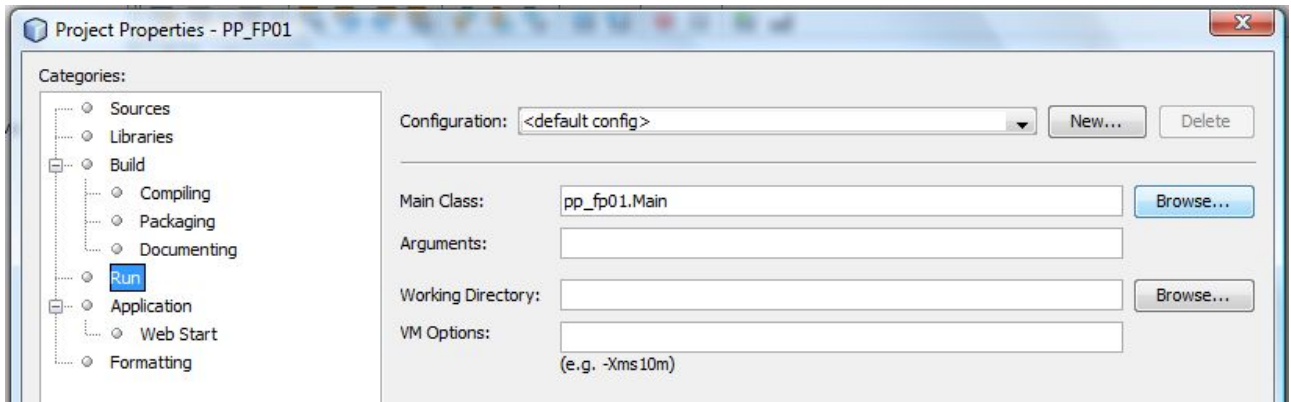 Project Properties - PP_FP01
Categories:
Sources
Libraries
Build
Compiling
Packaging
Documenting
Run
Application
Web Start
Formatting
Configuration: <default config> New... Delete
Main Class: pp_fp01.Main Browse...
Arguments:
Working Directory: Browse...
VM Options:
(e.g. -Xms10m)